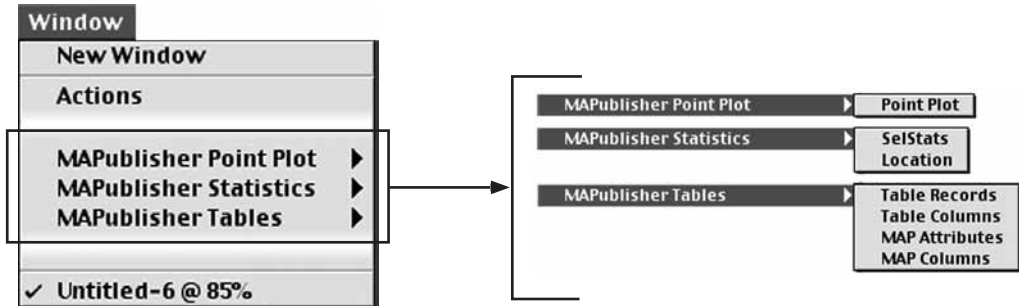 Window
New Window
Actions
MAPublisher Point Plot
MAPublisher Statistics
MAPublisher Tables
✓ Untitled-6 @ 85%
MAPublisher Point Plot
Point Plot
MAPublisher Statistics
SelStats
Location
MAPublisher Tables
Table Records
Table Columns
MAP Attributes
MAP Columns